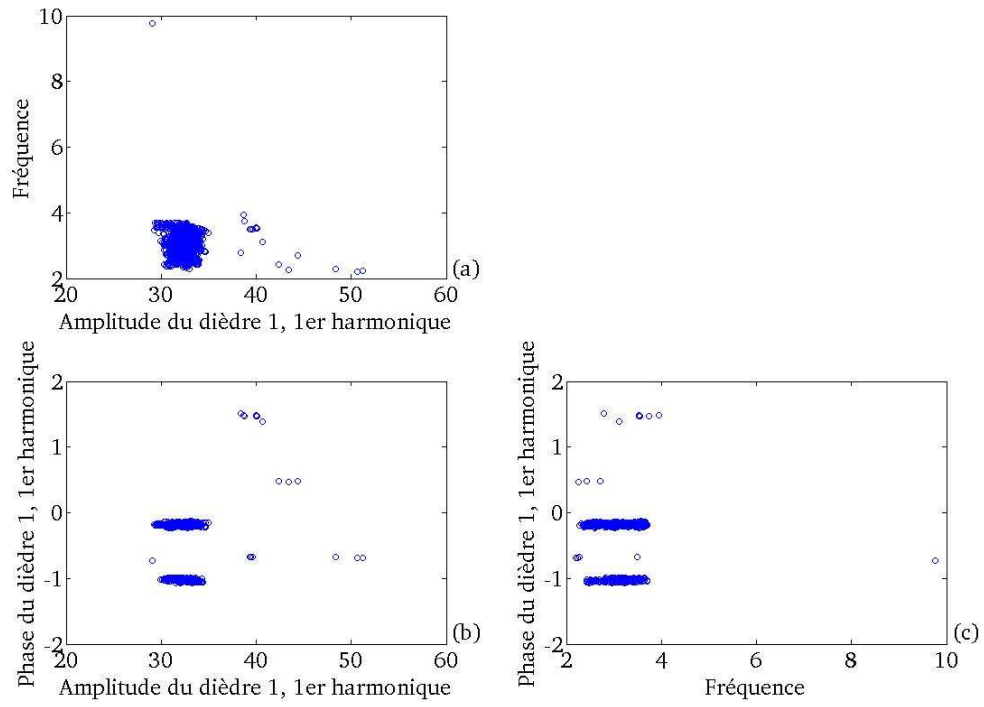 10
8
6
4
2
Fréquence
20 30 40 50 60
(a)
Amplitude du dièdre 1, 1er harmonique
2
1
0
-1
-2
Phase du dièdre 1, 1er harmonique
20 30 40 50 60
(b)
Amplitude du dièdre 1, 1er harmonique
2
1
0
-1
-2
Phase du dièdre 1, 1er harmonique
2 4 6 8 10
(c)
Fréquence